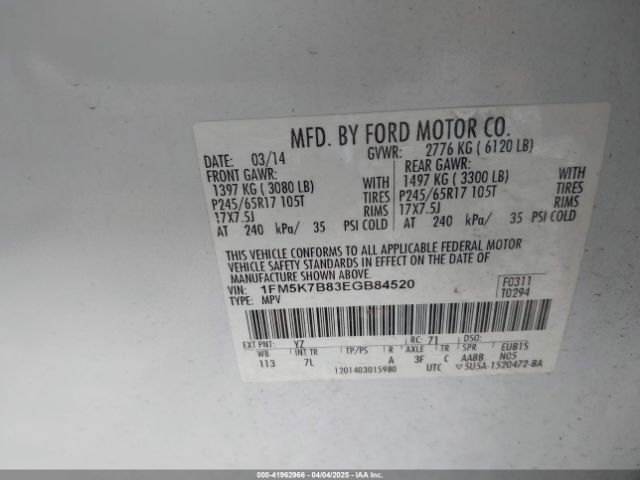 MFD. BY FORD MOTOR CO.
DATE: 03/14 GVWR: 2776 KG ( 6120 LB)
FRONT GAWR: REAR GAWR:
1397 KG ( 3080 LB) WITH 1497 KG ( 3300 LB) WITH
P245/65R17 105T TIRES P245/65R17 105T TIRES
17X7.5J RIMS 17X7.5J RIMS
AT 240 kPa/ 35 PSI COLD AT 240 kPa/ 35 PSI COLD
THIS VEHICLE CONFORMS TO ALL APPLICABLE FEDERAL MOTOR
VEHICLE SAFETY STANDARDS IN EFFECT ON THE DATE OF
MANUFACTURE SHOWN ABOVE.
VIN: 1FM5K7B83EGB84520 F0311
TYPE: MPV T0294
EXT PNT: YZ RC: 71 DSO:
WB INT TR TP/PS R AXLE TR SPR EUB1S
113 7L A 3F C AABB N05
1201403015980 UTC 5U5A-1520472-BA
000-41962966 - 04/04/2025 - IAAI.COM